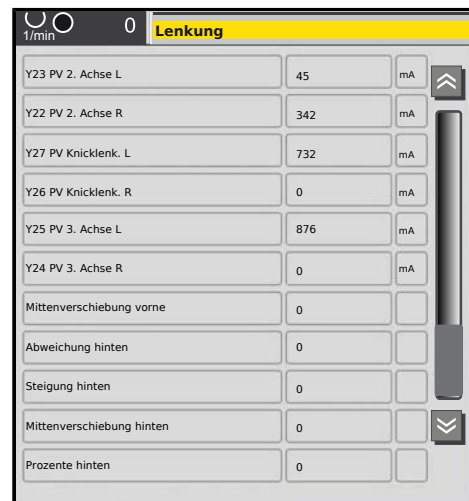 1/min 0 Lenkung
Y23 PV 2. Achse L 45 mA
Y22 PV 2. Achse R 342 mA
Y27 PV Knicklenk. L 732 mA
Y26 PV Knicklenk. R 0 mA
Y25 PV 3. Achse L 876 mA
Y24 PV 3. Achse R 0 mA
Mittenverschiebung vorne 0
Abweichung hinten 0
Steigung hinten 0
Mittenverschiebung hinten 0
Prozente hinten 0